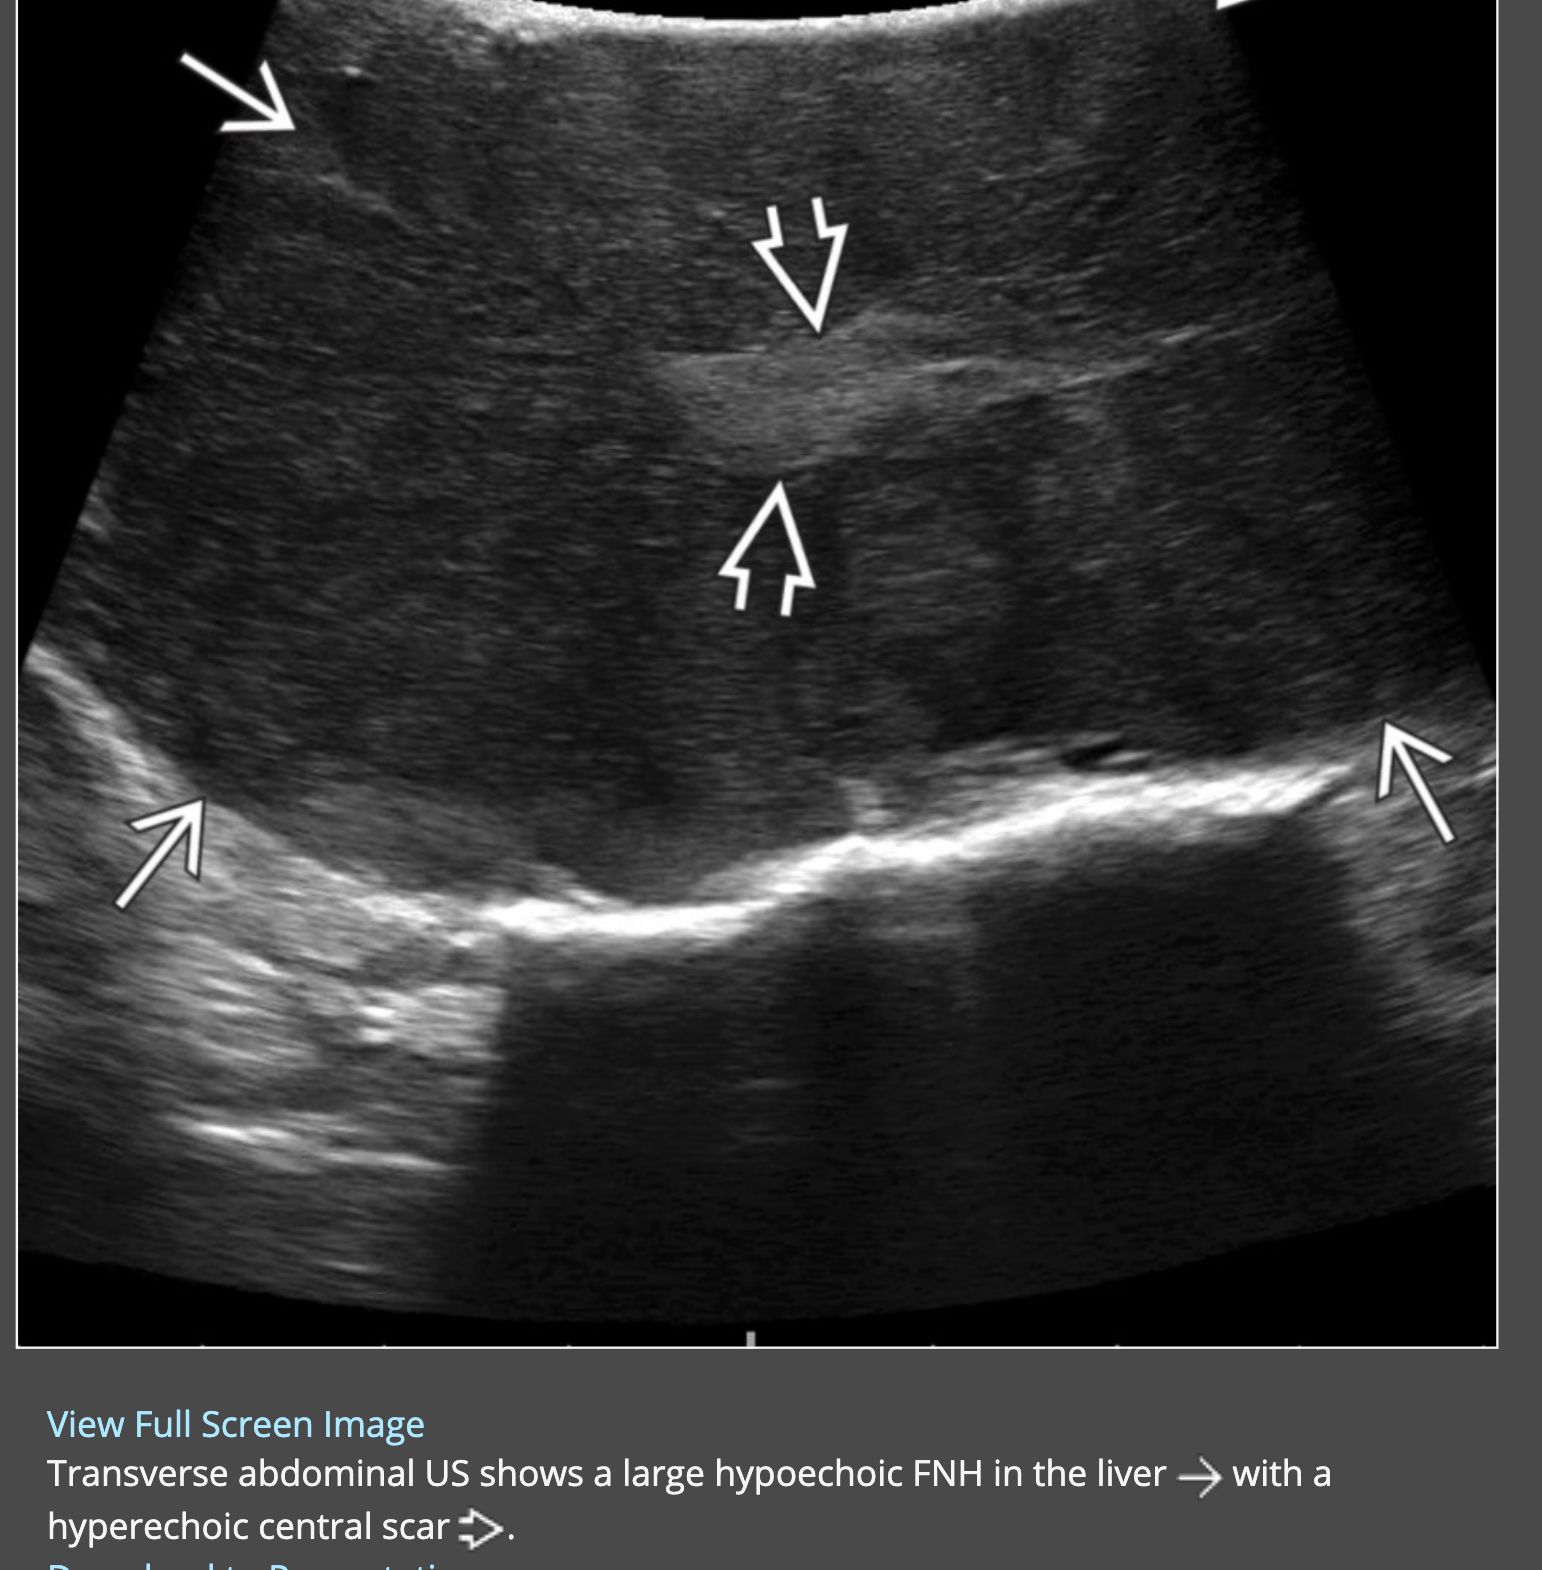 View Full Screen Image
Transverse abdominal US shows a large hypoechoic FNH in the liver → with a
hyperechoic central scar ⇨.